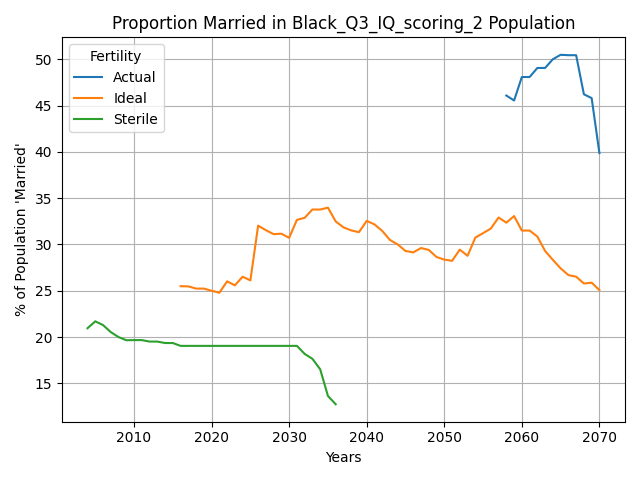 Proportion Married in Black_Q3_IQ_scoring_2 Population
% of Population 'Married'
50
45
40
35
30
25
20
15
Fertility
Actual
Ideal
Sterile
2010 2020 2030 2040 2050 2060 2070
Years